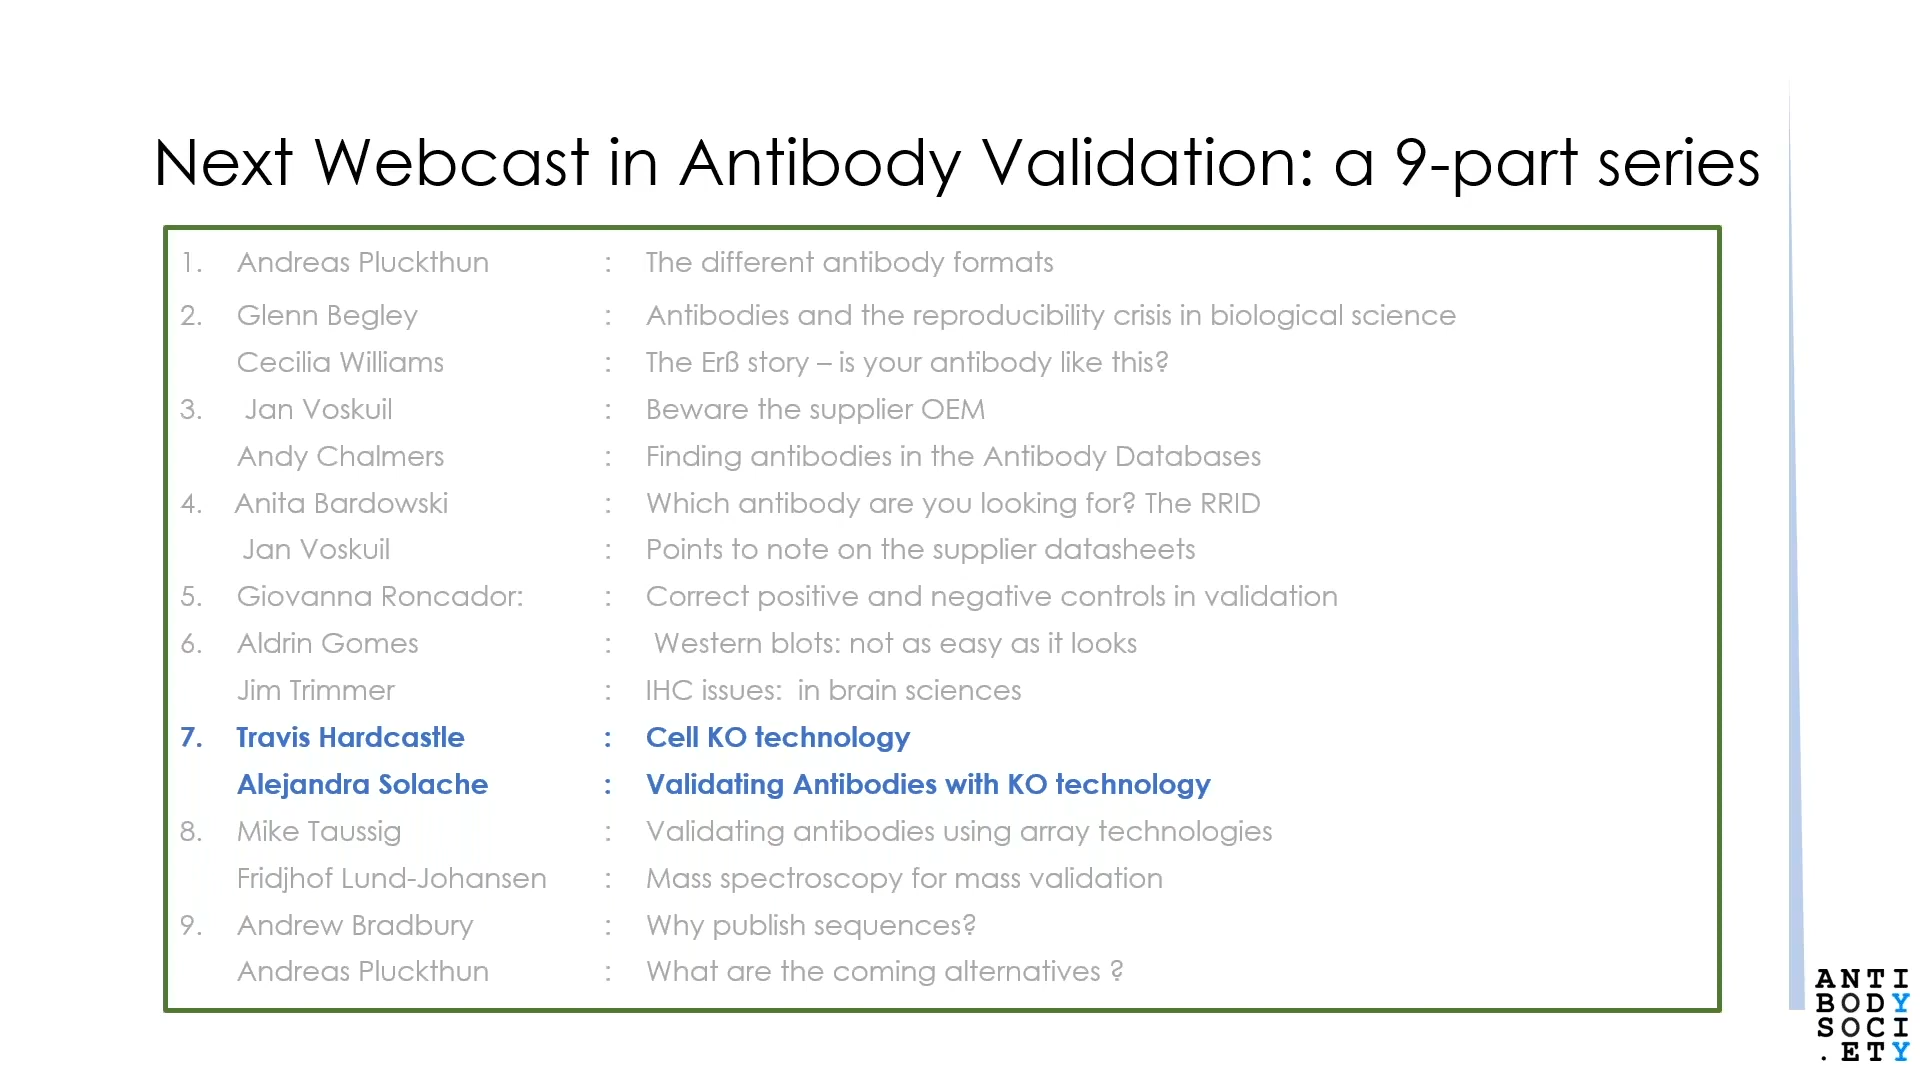 Next Webcast in Antibody Validation: a 9-part series
1. Andreas Pluckthun : The different antibody formats
2. Glenn Begley : Antibodies and the reproducibility crisis in biological science
Cecilia Williams : The Erß story – is your antibody like this?
3. Jan Voskuil : Beware the supplier OEM
Andy Chalmers : Finding antibodies in the Antibody Databases
4. Anita Bardowski : Which antibody are you looking for? The RRID
Jan Voskuil : Points to note on the supplier datasheets
5. Giovanna Roncador: : Correct positive and negative controls in validation
6. Aldrin Gomes : Western blots: not as easy as it looks
Jim Trimmer : IHC issues: in brain sciences
7. Travis Hardcastle : Cell KO technology
Alejandra Solache : Validating Antibodies with KO technology
8. Mike Taussig : Validating antibodies using array technologies
Fridjhof Lund-Johansen : Mass spectroscopy for mass validation
9. Andrew Bradbury : Why publish sequences?
Andreas Pluckthun : What are the coming alternatives ?
ANTI
BODY
SOCI
.ETY